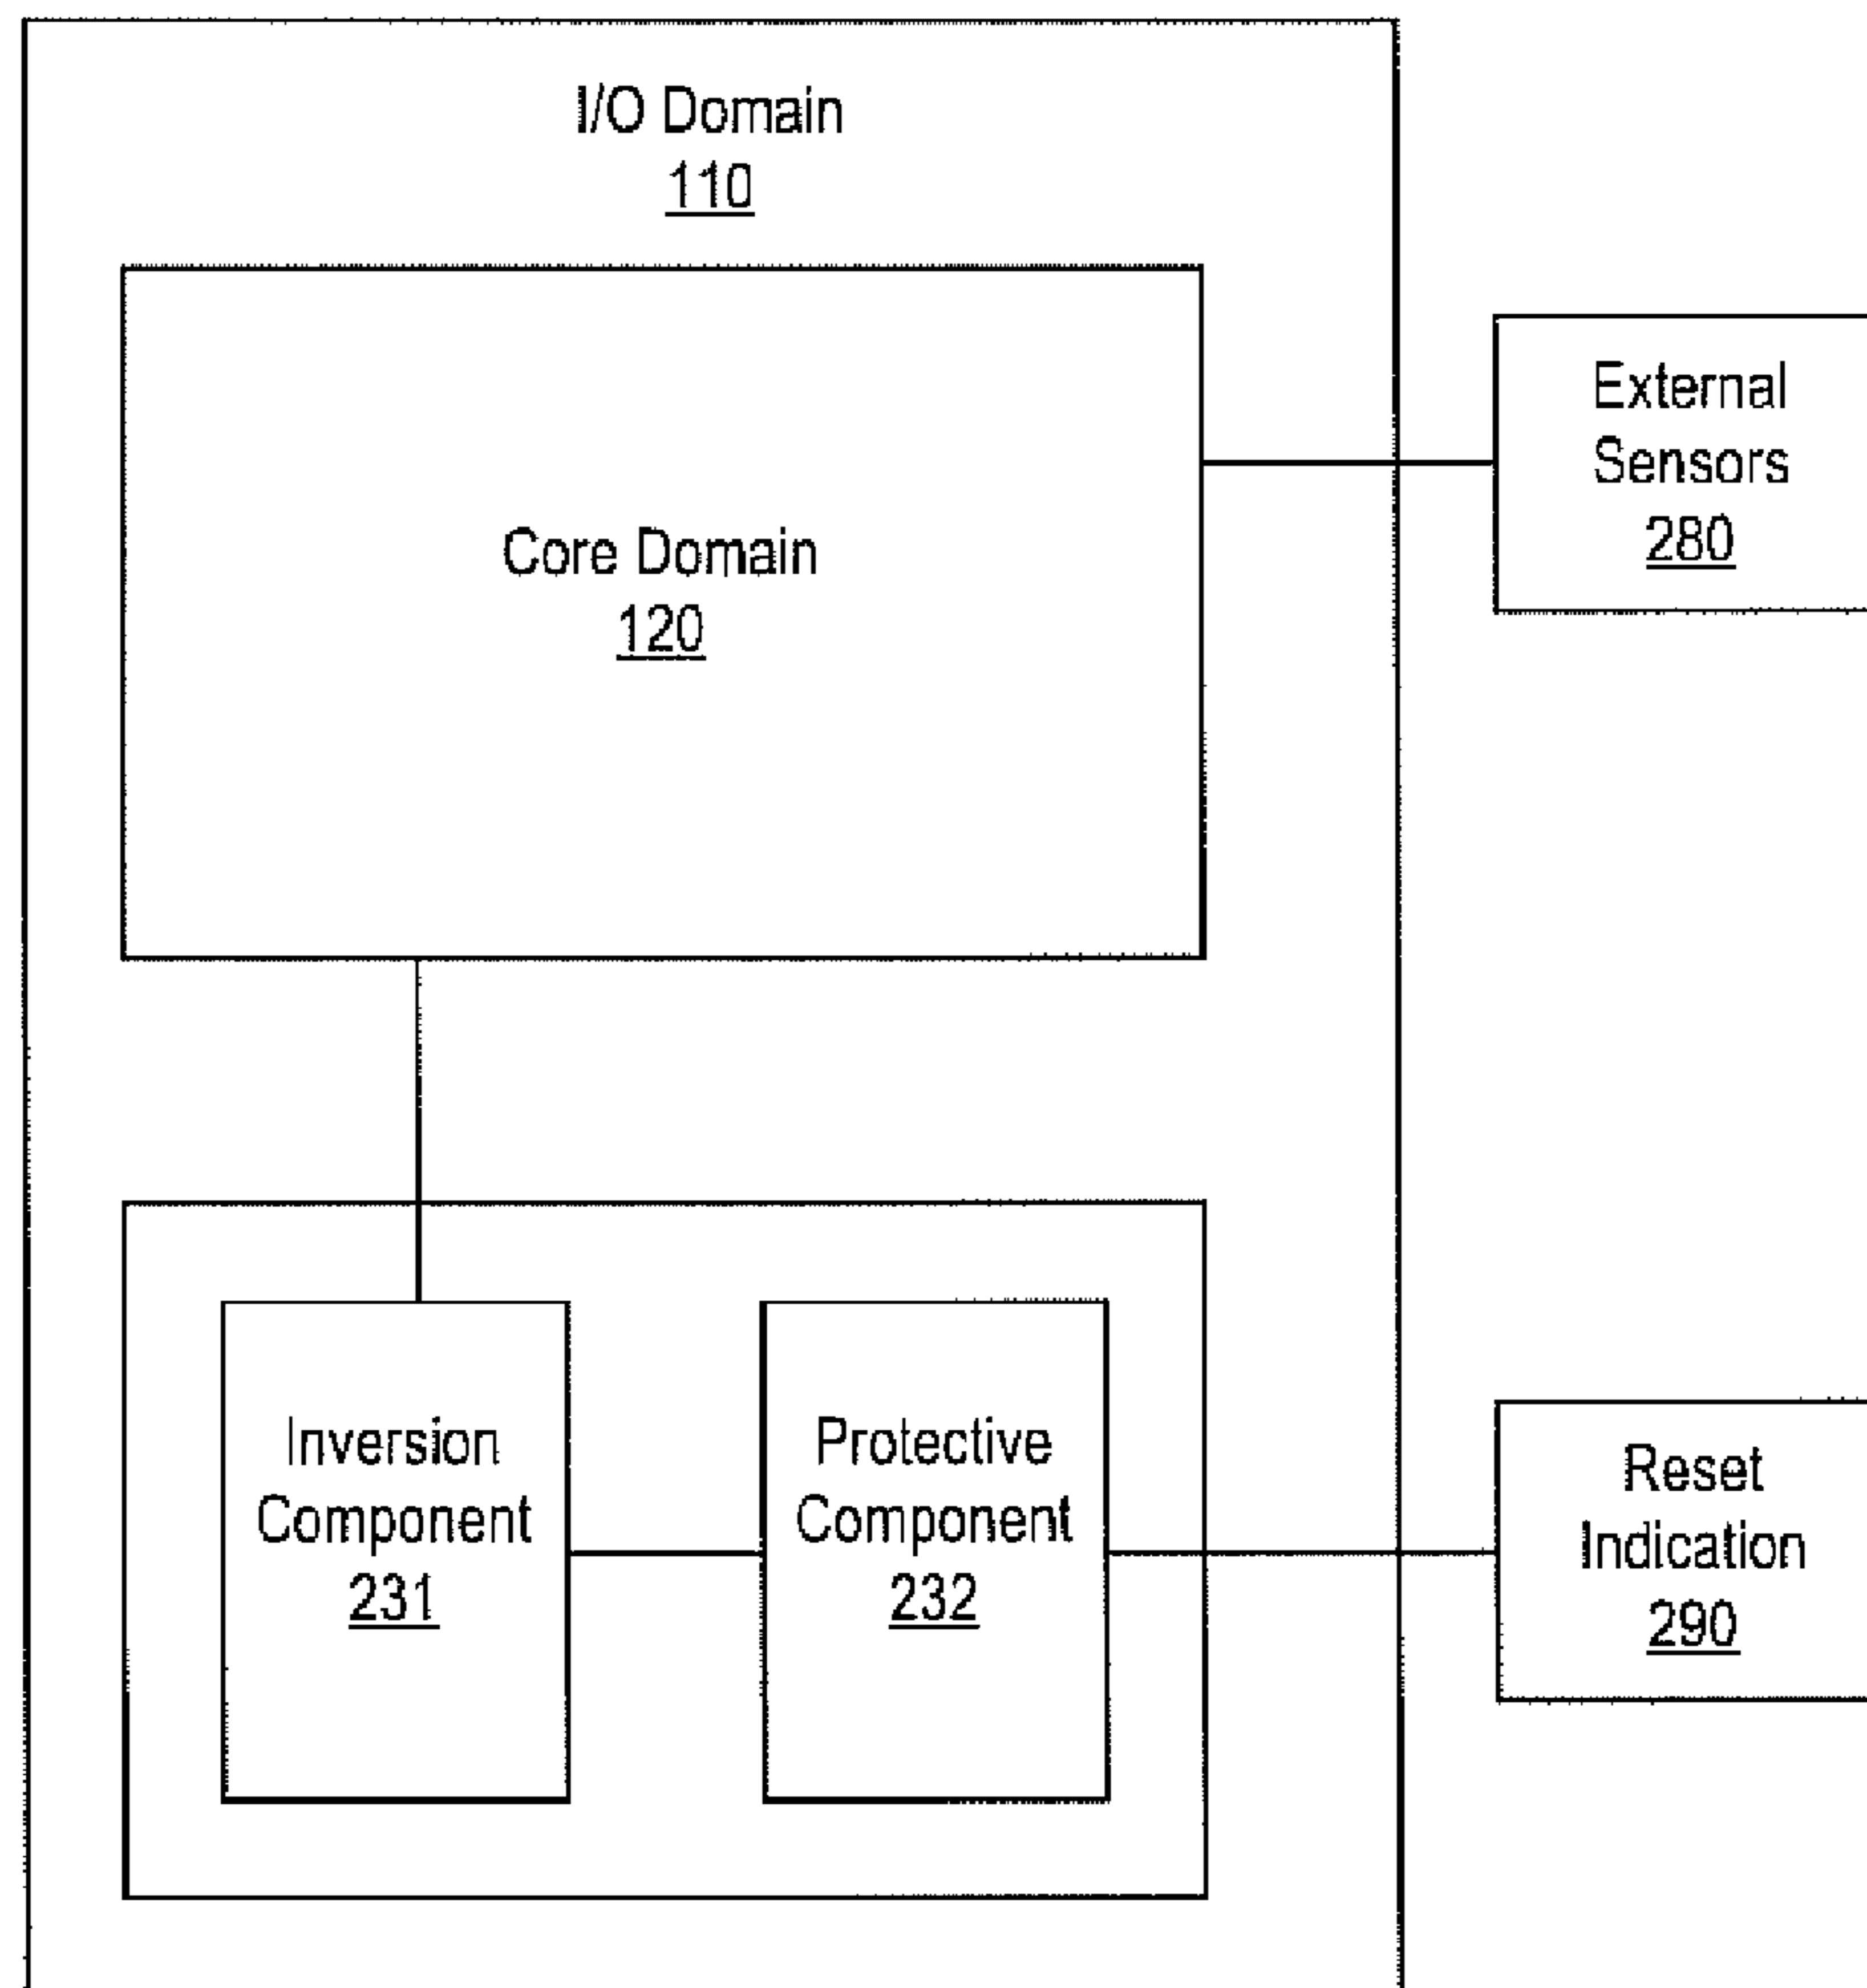 I/O Domain
110
Core Domain
120
External
Sensors
280
Inversion
Component
231
Protective
Component
232
Reset
Indication
290